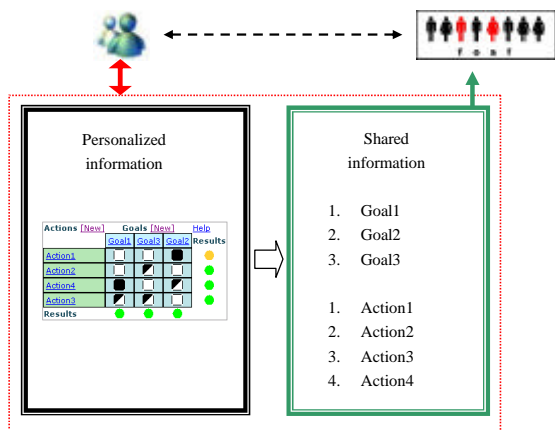 f o a f
Personalized
information
Actions [New] Goals [New] Help
Goal1 Goal3 Goal2 Results
Action1
Action2
Action4
Action3
Results
Shared
information
1. Goal1
2. Goal2
3. Goal3
1. Action1
2. Action2
3. Action3
4. Action4